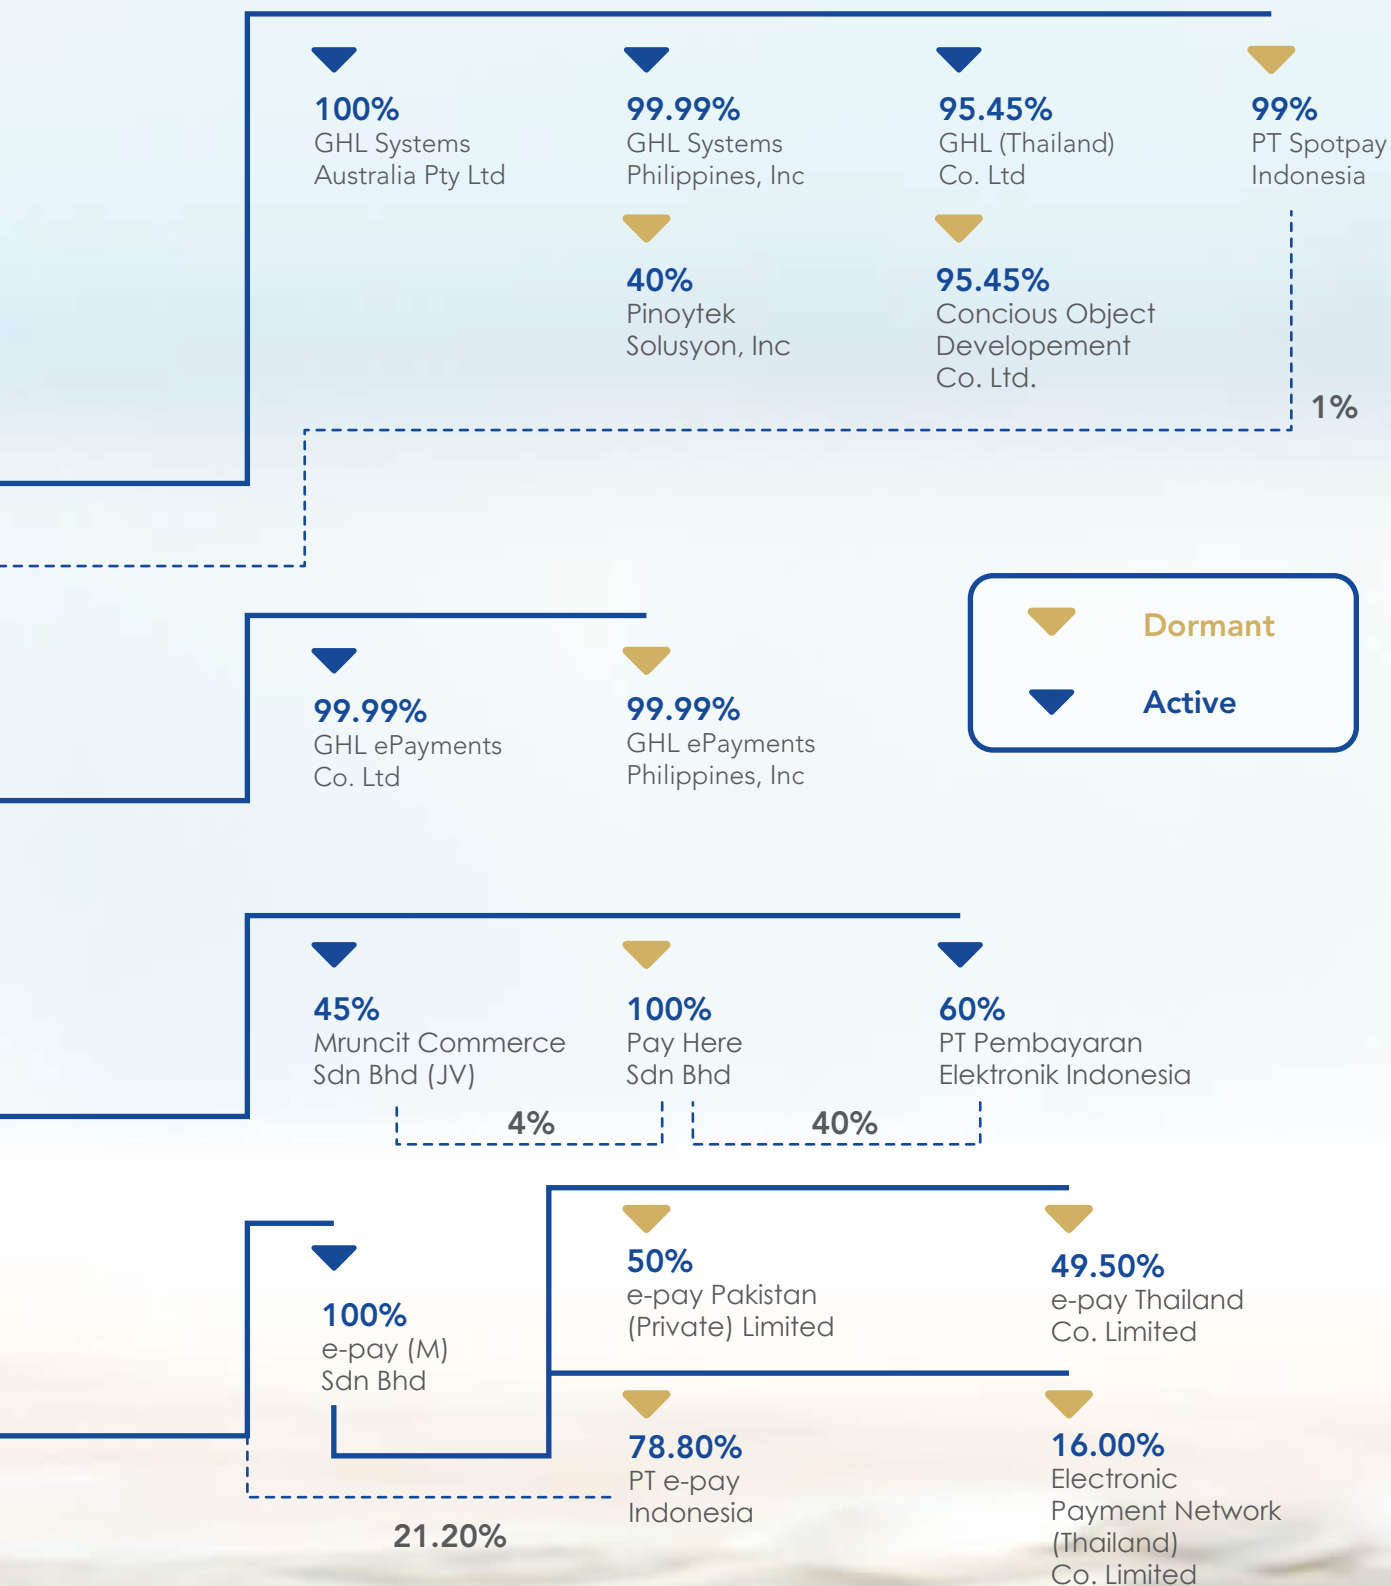 100%
GHL Systems
Australia Pty Ltd
99.99%
GHL Systems
Philippines, Inc
95.45%
GHL (Thailand)
Co. Ltd
99%
PT Spotpay
Indonesia
40%
Pinoytek
Solusyon, Inc
95.45%
Concious Object
Developement
Co. Ltd.
1%
Dormant
Active
99.99%
GHL ePayments
Co. Ltd
99.99%
GHL ePayments
Philippines, Inc
45%
Mruncit Commerce
Sdn Bhd (JV)
100%
Pay Here
Sdn Bhd
60%
PT Pembayaran
Elektronik Indonesia
4%
40%
100%
e-pay (M)
Sdn Bhd
50%
e-pay Pakistan
(Private) Limited
49.50%
e-pay Thailand
Co. Limited
78.80%
PT e-pay
Indonesia
16.00%
Electronic
Payment Network
(Thailand)
Co. Limited
21.20%